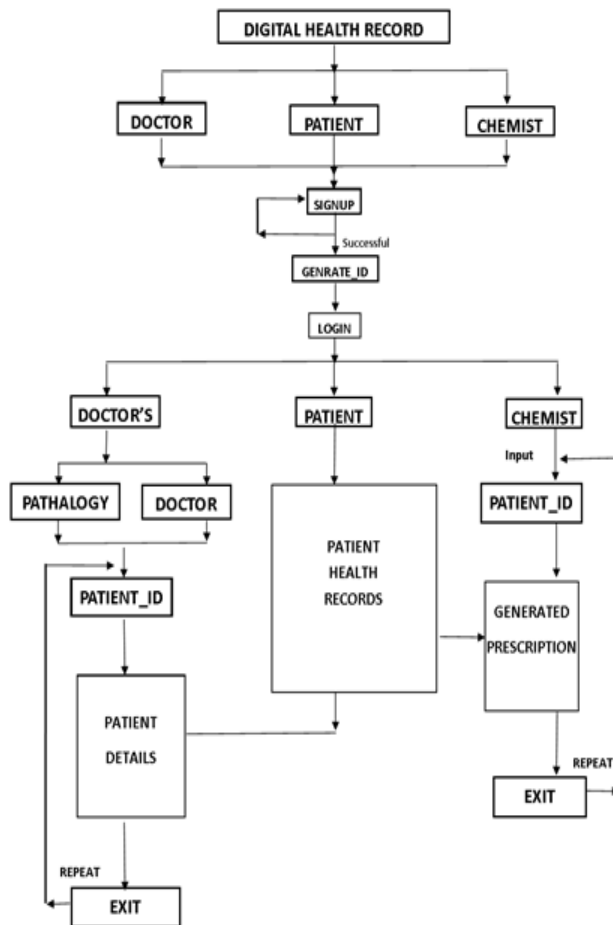 DIGITAL HEALTH RECORD
DOCTOR
PATIENT
CHEMIST
SIGNUP
Successful
GENRATE_ID
LOGIN
DOCTOR'S
PATIENT
CHEMIST
Input
PATHALOGY
DOCTOR
PATIENT_ID
PATIENT
HEALTH
RECORDS
PATIENT_ID
GENERATED
PRESCRIPTION
PATIENT
DETAILS
REPEAT
EXIT
REPEAT
EXIT